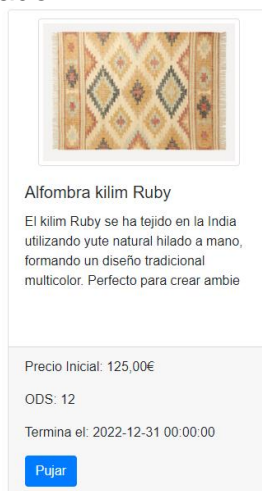 Alfombra kilim Ruby
El kilim Ruby se ha tejido en la India
utilizando yute natural hilado a mano,
formando un diseño tradicional
multicolor. Perfecto para crear ambie
Precio Inicial: 125,00€
ODS: 12
Termina el: 2022-12-31 00:00:00
Pujar